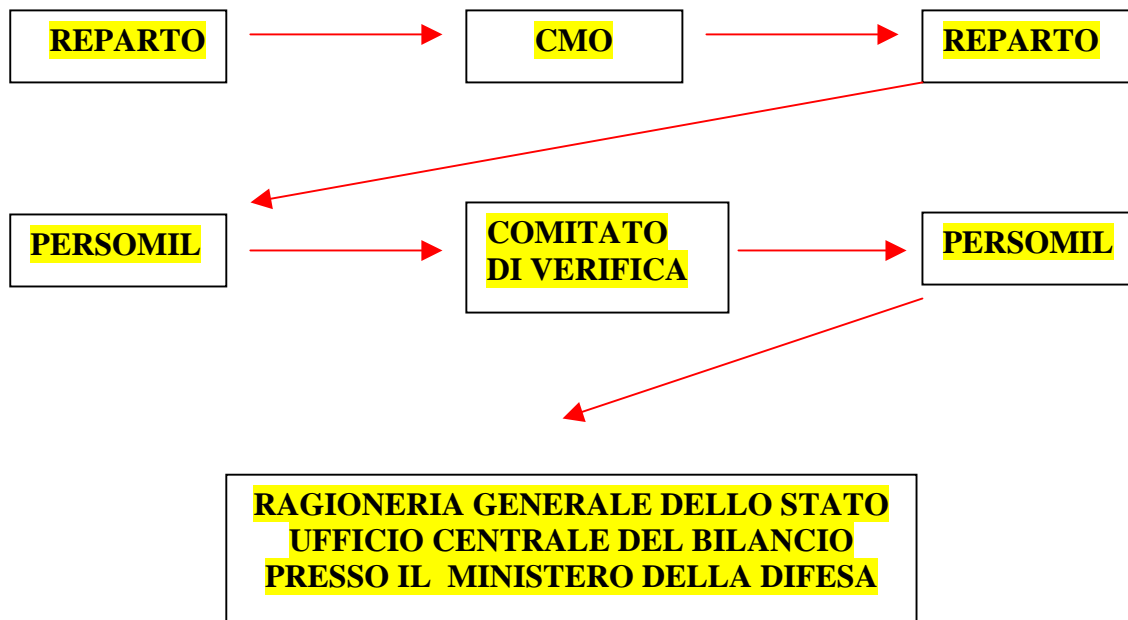 REPARTO
CMO
REPARTO
PERSOMIL
COMITATO
DI VERIFICA
PERSOMIL
RAGIONERIA GENERALE DELLO STATO
UFFICIO CENTRALE DEL BILANCIO
PRESSO IL MINISTERO DELLA DIFESA